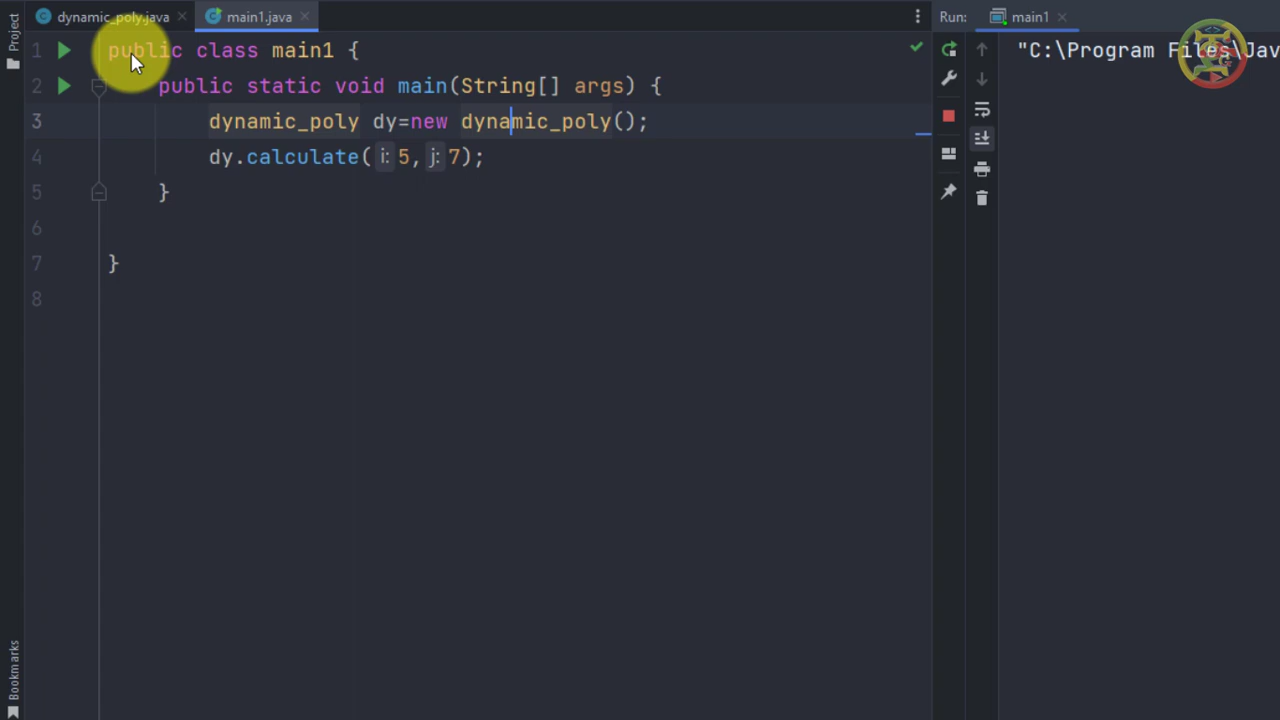 Project
dynamic_poly.java
main1.java
Run:
main1
1 public class main1 {
2 public static void main(String[] args) {
3 dynamic_poly dy=new dynamic_poly();
4 dy.calculate( i: 5, j: 7);
5 }
6
7 }
8
"C:\Program Files\Jav
Bookmarks